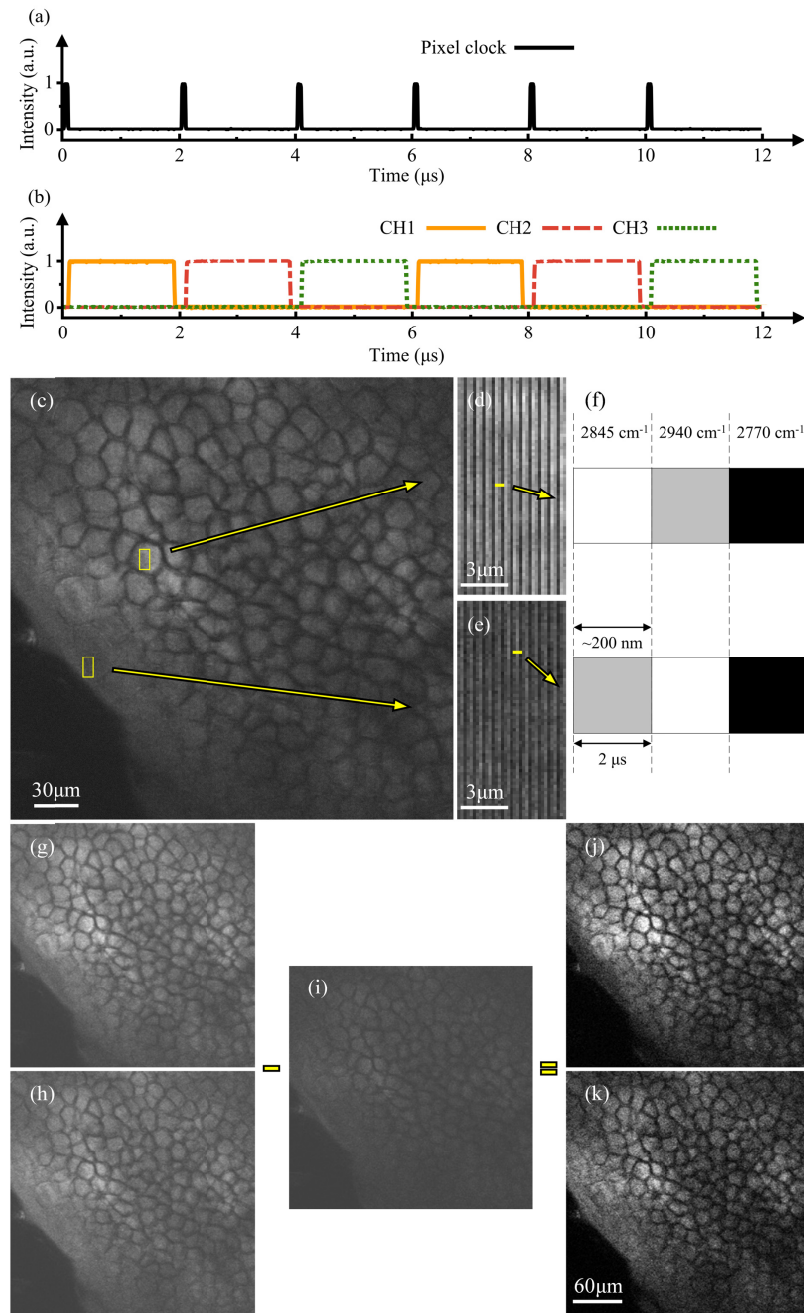 (a)
Pixel clock
Intensity (a.u.)
1
0
0 2 4 6 8 10 12
Time (μs)
(b)
CH1 CH2 CH3
Intensity (a.u.)
1
0
0 2 4 6 8 10 12
Time (μs)
(c)
30μm
(d)
3μm
(e)
3μm
(f)
2845 cm⁻¹ 2940 cm⁻¹ 2770 cm⁻¹
~200 nm
2 μs
(g)
(h)
(i)
(j)
(k)
60μm